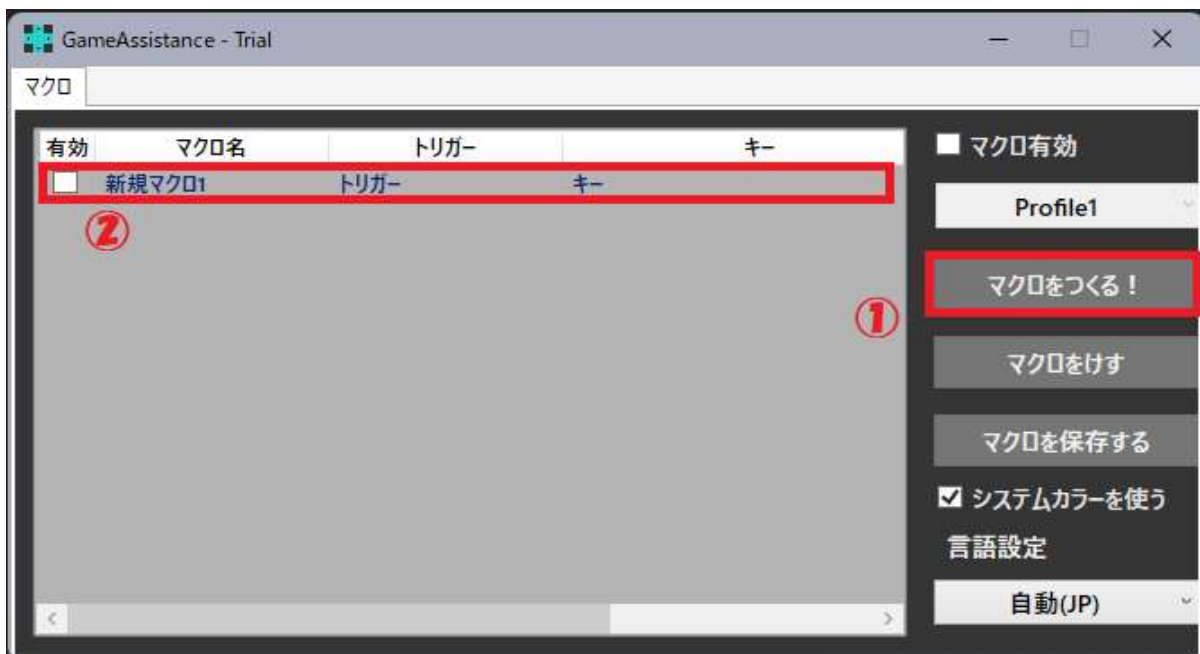 GameAssistance - Trial
マクロ
有効 マクロ名 トリガー キー
新規マクロ1 トリガー キー
②
①
マクロ有効
Profile1
マクロをつくる！
マクロをけす
マクロを保存する
システムカラーを使う
言語設定
自動(JP)